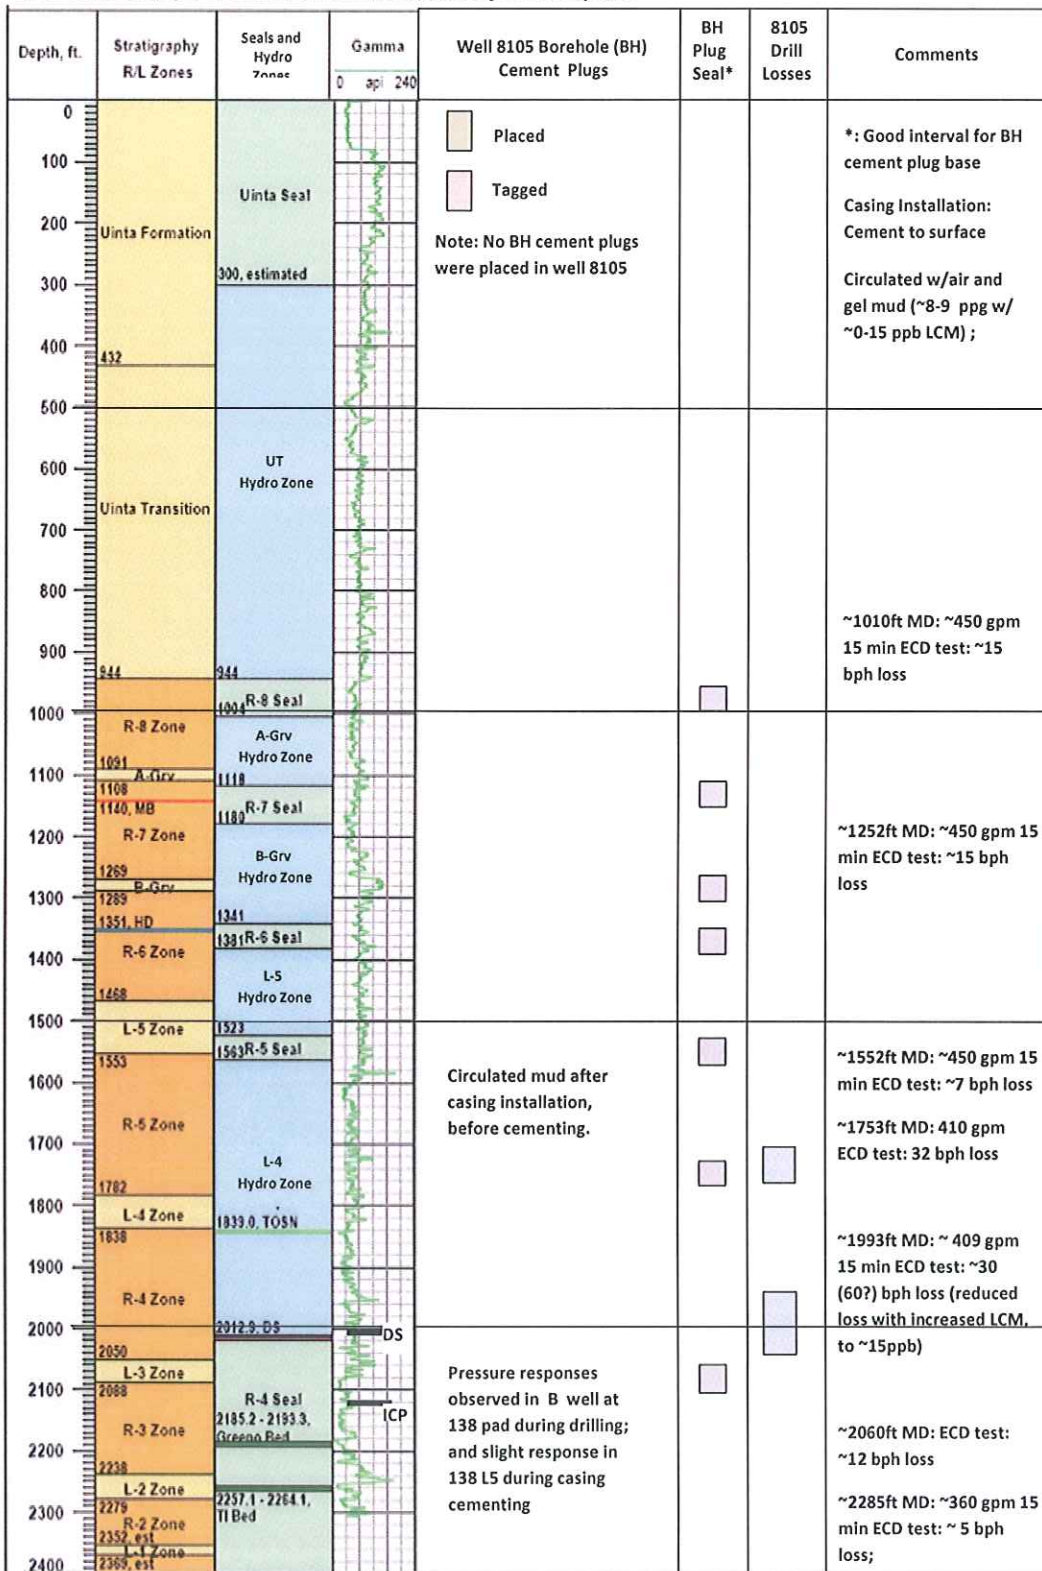 Depth, ft.
Stratigraphy
R/L Zones
Seals and
Hydro
Zones
Gamma
0 api 240
Well 8105 Borehole (BH)
Cement Plugs
BH
Plug
Seal*
8105
Drill
Losses
Comments
0
100
200
300
400
500
600
700
800
900
1000
1100
1200
1300
1400
1500
1600
1700
1800
1900
2000
2100
2200
2300
2400
Uinta Formation
432
Uinta Transition
944
R-8 Zone
1091
A-Grv
1108
1140, MB
R-7 Zone
1269
B-Grv
1289
1351, HD
R-6 Zone
1468
L-5 Zone
1553
R-5 Zone
1782
L-4 Zone
1838
R-4 Zone
2050
L-3 Zone
2088
R-3 Zone
2238
L-2 Zone
2279
R-2 Zone
2352, est
L-1 Zone
2369, est
Uinta Seal
300, estimated
UT
Hydro Zone
944
R-8 Seal
1004
A-Grv
Hydro Zone
1118
R-7 Seal
1180
B-Grv
Hydro Zone
1341
1381 R-6 Seal
L-5
Hydro Zone
1523
1563 R-5 Seal
L-4
Hydro Zone
1839.0, TOSN
2012.9, DS
R-4 Seal
2185.2 - 2193.3,
Greeno Bed
2257.1 - 2264.1,
TI Bed
DS
ICP
Placed
Tagged
Note: No BH cement plugs
were placed in well 8105
Circulated mud after
casing installation,
before cementing.
Pressure responses
observed in B well at
138 pad during drilling;
and slight response in
138 L5 during casing
cementing
*: Good interval for BH
cement plug base
Casing Installation:
Cement to surface
Circulated w/air and
gel mud (~8-9 ppg w/
~0-15 ppb LCM) ;
~1010ft MD: ~450 gpm
15 min ECD test: ~15
bph loss
~1252ft MD: ~450 gpm 15
min ECD test: ~15 bph
loss
~1552ft MD: ~450 gpm 15
min ECD test: ~7 bph loss
~1753ft MD: 410 gpm
ECD test: 32 bph loss
~1993ft MD: ~ 409 gpm
15 min ECD test: ~30
(60?) bph loss (reduced
loss with increased LCM,
to ~15ppb)
~2060ft MD: ECD test:
~12 bph loss
~2285ft MD: ~360 gpm 15
min ECD test: ~ 5 bph
loss;